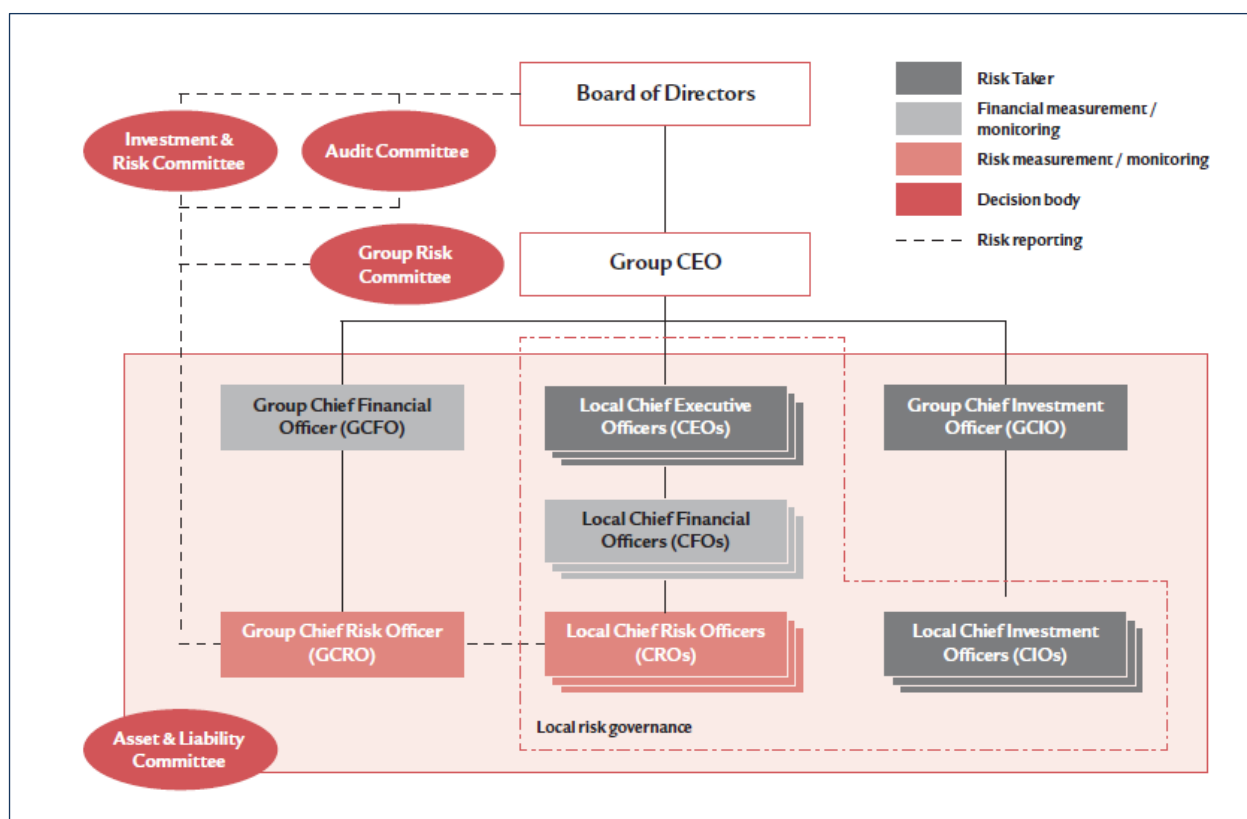 Board of Directors
Risk Taker
Financial measurement /
monitoring
Risk measurement / monitoring
Decision body
Risk reporting
Investment &
Risk Committee
Audit Committee
Group Risk
Committee
Group CEO
Group Chief Financial
Officer (GCFO)
Local Chief Executive
Officers (CEOs)
Group Chief Investment
Officer (GCIO)
Local Chief Financial
Officers (CFOs)
Group Chief Risk Officer
(GCRO)
Local Chief Risk Officers
(CROs)
Local Chief Investment
Officers (CIOs)
Local risk governance
Asset & Liability
Committee